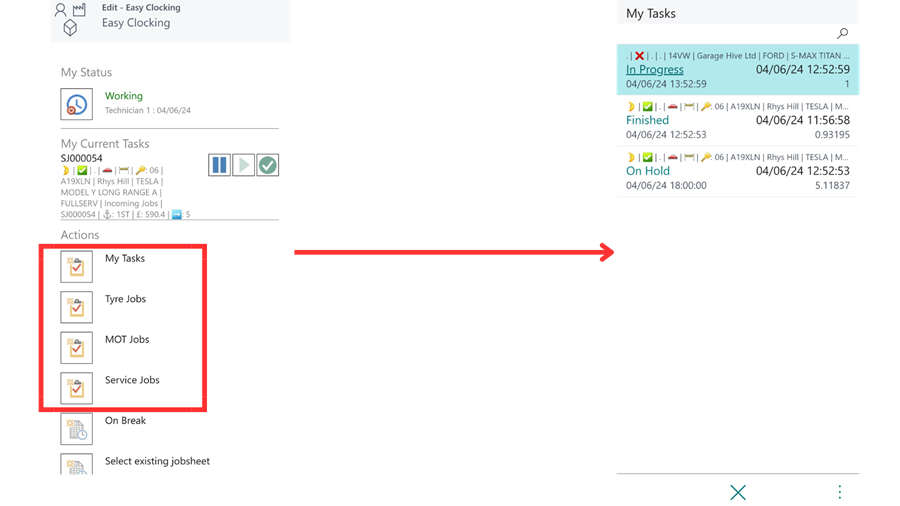 Edit - Easy Clocking
Easy Clocking
My Status
Working
Technician 1 : 04/06/24
My Current Tasks
SJ000054
🌛 | ✅ | . | 🚗 | 🚥 | 🔑: 06 |
A19XLN | Rhys Hill | TESLA |
MODEL Y LONG RANGE A |
FULLSERV | Incoming Jobs |
SJ000054 | ⚓: 1ST | £: 590.4 | ➡️: 5
Actions
My Tasks
Tyre Jobs
MOT Jobs
Service Jobs
On Break
Select existing jobsheet
My Tasks
. | ❌ | . | . | 14VW | Garage Hive Ltd | FORD | S-MAX TITAN ...
In Progress 04/06/24 12:52:59
04/06/24 13:52:59 1
🌛 | ✅ | . | 🚗 | 🚥 | 🔑: 06 | A19XLN | Rhys Hill | TESLA | M...
Finished 04/06/24 11:56:58
04/06/24 12:52:53 0.93195
🌛 | ✅ | . | 🚗 | 🚥 | 🔑: 06 | A19XLN | Rhys Hill | TESLA | M...
On Hold 04/06/24 12:52:53
04/06/24 18:00:00 5.11837